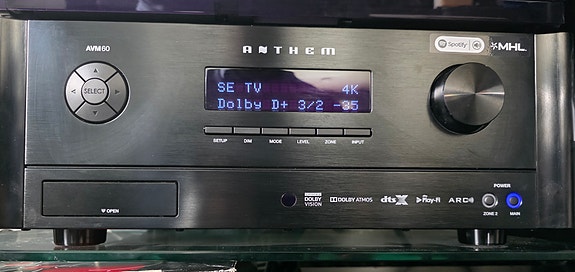 AVM60
ANTHEM
Spotify
MHL
SELECT
SE TV 4K
Dolby D+ 3/2 -35
SETUP DIM MODE LEVEL ZONE INPUT
▼ OPEN
DOLBY VISION
DOLBY ATMOS
dts X
Play-Fi
ARC
POWER
ZONE 2 MAIN